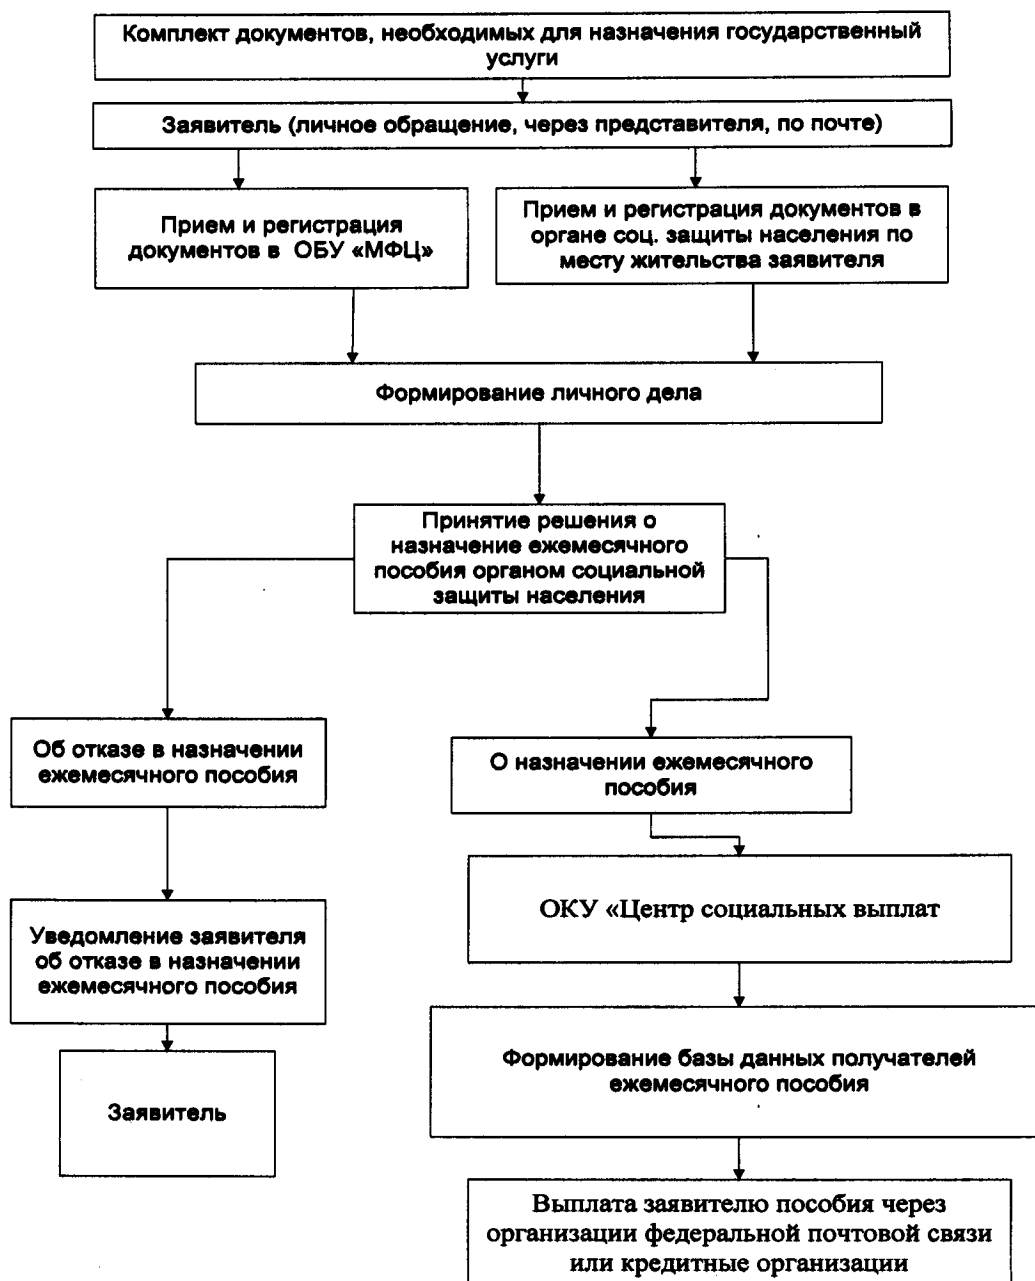 Комплект документов, необходимых для назначения государственный
услуги
Заявитель (личное обращение, через представителя, по почте)
Прием и регистрация
документов в ОБУ «МФЦ»
Прием и регистрация документов в
органе соц. защиты населения по
месту жительства заявителя
Формирование личного дела
Принятие решения о
назначение ежемесячного
пособия органом социальной
защиты населения
Об отказе в назначении
ежемесячного пособия
О назначении ежемесячного
пособия
ОКУ «Центр социальных выплат
Уведомление заявителя
об отказе в назначении
ежемесячного пособия
Формирование базы данных получателей
ежемесячного пособия
Заявитель
Выплата заявителю пособия через
организации федеральной почтовой связи
или кредитные организации